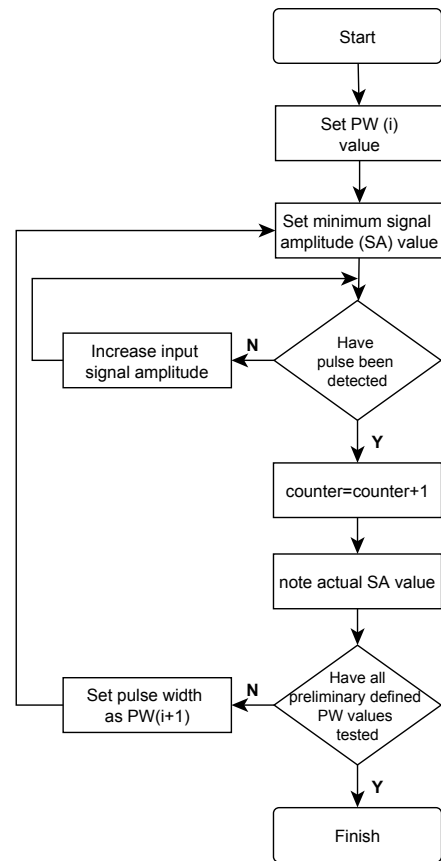 Start
Set PW (i)
value
Set minimum signal
amplitude (SA) value
Have
pulse been
detected
N
Increase input
signal amplitude
Y
counter=counter+1
note actual SA value
Have all
preliminary defined
PW values
tested
N
Set pulse width
as PW(i+1)
Y
Finish